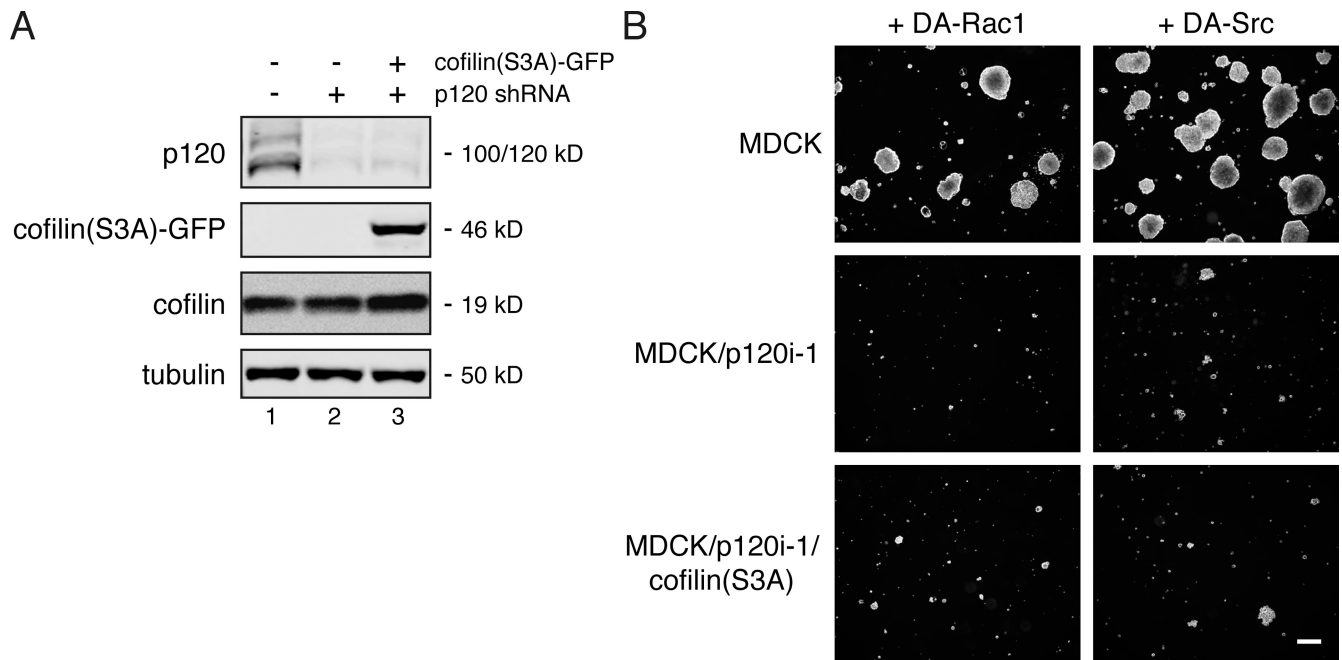 A
- - + cofilin(S3A)-GFP
- + + p120 shRNA
p120 - 100/120 kD
cofilin(S3A)-GFP - 46 kD
cofilin - 19 kD
tubulin - 50 kD
1 2 3
B
+ DA-Rac1 + DA-Src
MDCK
MDCK/p120i-1
MDCK/p120i-1/
cofilin(S3A)